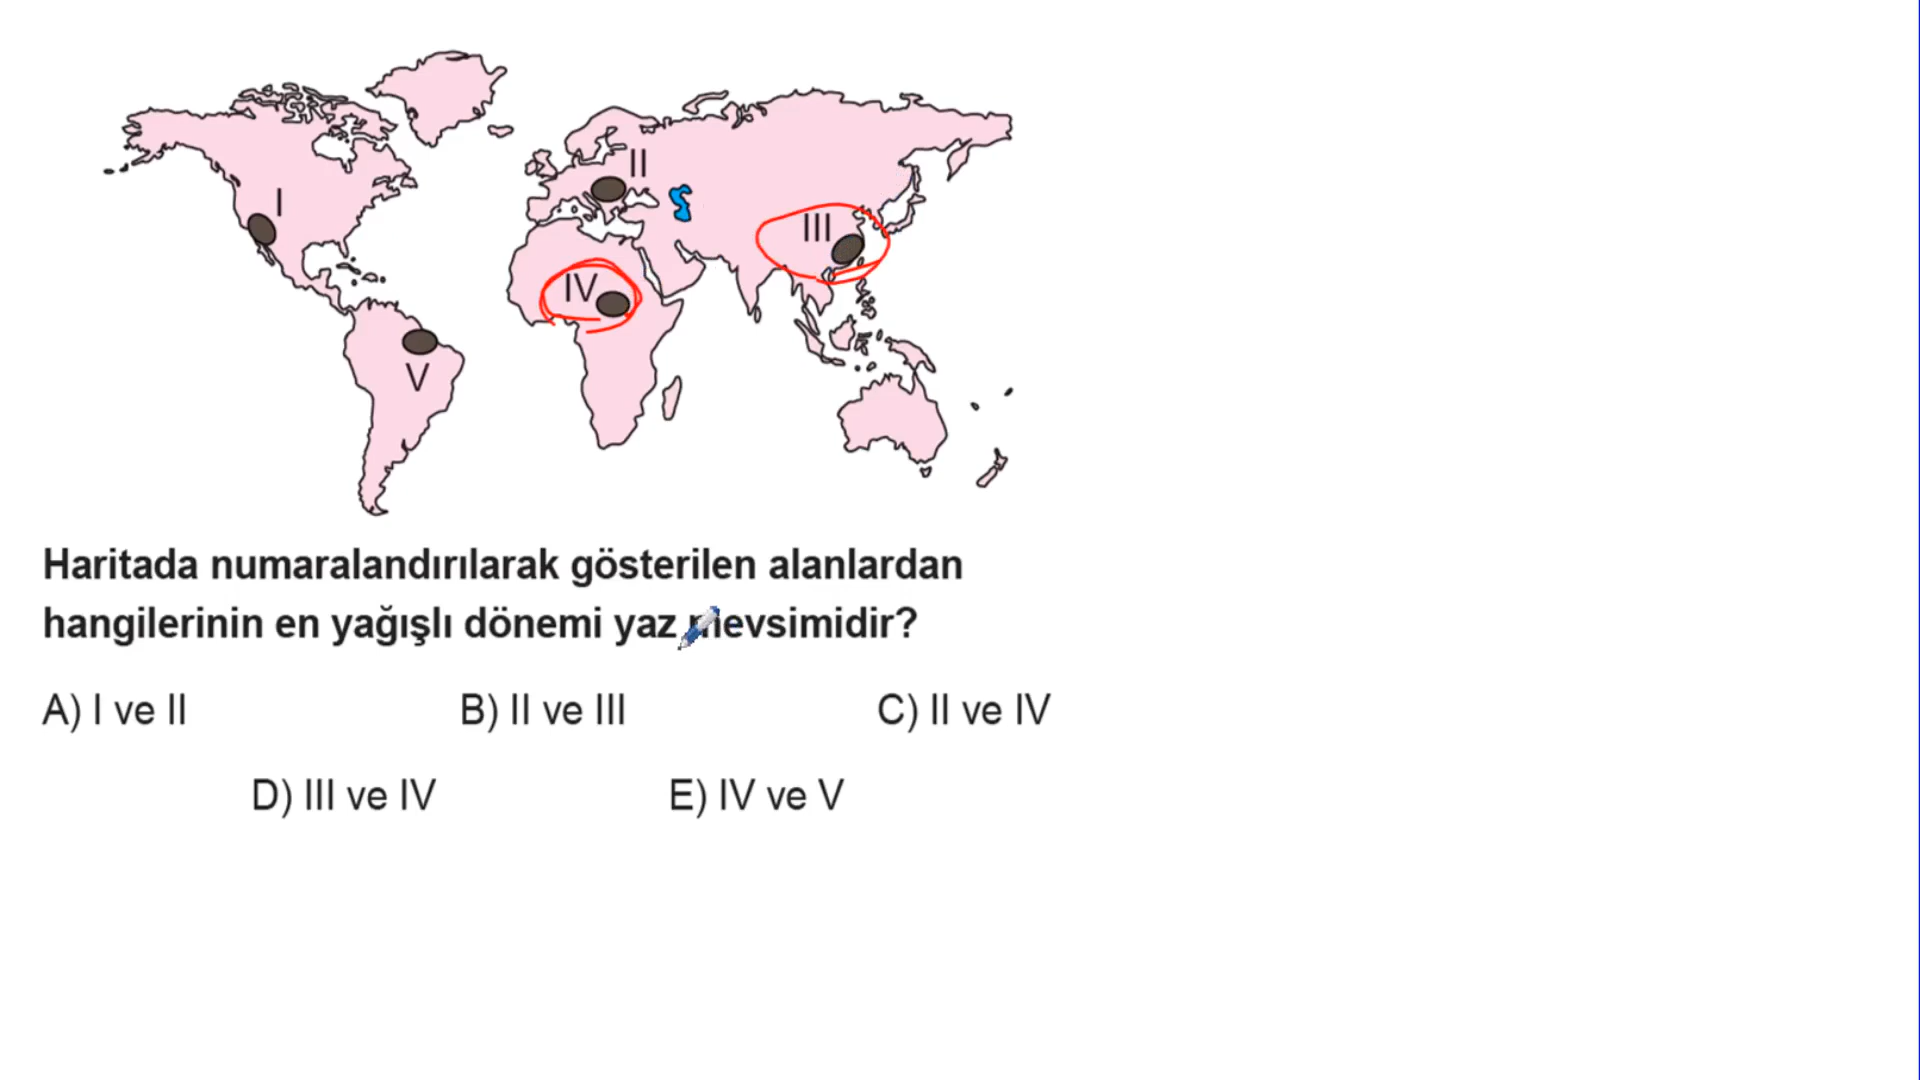 I
II
III
IV
V
Haritada numaralandırılarak gösterilen alanlardan
hangilerinin en yağışlı dönemi yaz mevsimidir?
A) I ve II
B) II ve III
C) II ve IV
D) III ve IV
E) IV ve V